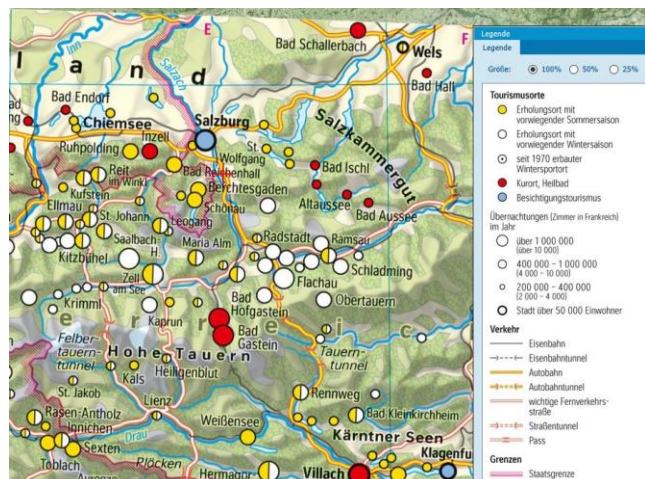 E
F
Bad Schallerbach
Wels
l a n d
Inn
Salzach
Bad Hall
Bad Endorf
Chiemsee
Salzburg
Salzkammergut
Inzell
Ruhpolding
St.
Wolfgang
Bad Reichenhall
Bad Ischl
Reit
im Winkl
Berchtesgaden
Kufstein
Altaussee
Ellmau
St. Johann
Schönau
Bad Aussee
Leogang
Saalbach-
H.
Maria Alm
Radstadt
Ramsau
Kitzbühel
Zell
am See
Schladming
Flachau
Krimml
Bad
Hofgastein
Obertauern
Kaprun
e r r e i c
Felber-
tauern-
tunnel
Bad
Gastein
Hohe Tauern
Tauern-
tunnel
Kals
Heiligenblut
St. Jakob
Rennweg
Lienz
Rasen-Antholz
Weißensee
Bad Kleinkirchheim
Innichen
Drau
Kärntner Seen
Sexten
Toblach
Plöcken
Hermagor
Villach
Klagenfu
Legende
Legende
Größe: 100% 50% 25%
Tourismusorte
Erholungsort mit
vorwiegender Sommersaison
Erholungsort mit
vorwiegender Wintersaison
seit 1970 erbauter
Wintersportort
Kurort, Heilbad
Besichtigungstourismus
Übernachtungen (Zimmer in Frankreich)
im Jahr
über 1 000 000
(über 10 000)
400 000 – 1 000 000
(4 000 – 10 000)
200 000 – 400 000
(2 000 – 4 000)
Stadt über 50 000 Einwohner
Verkehr
Eisenbahn
Eisenbahntunnel
Autobahn
Autobahntunnel
wichtige Fernverkehrs-
straße
Straßentunnel
Pass
Grenzen
Staatsgrenze